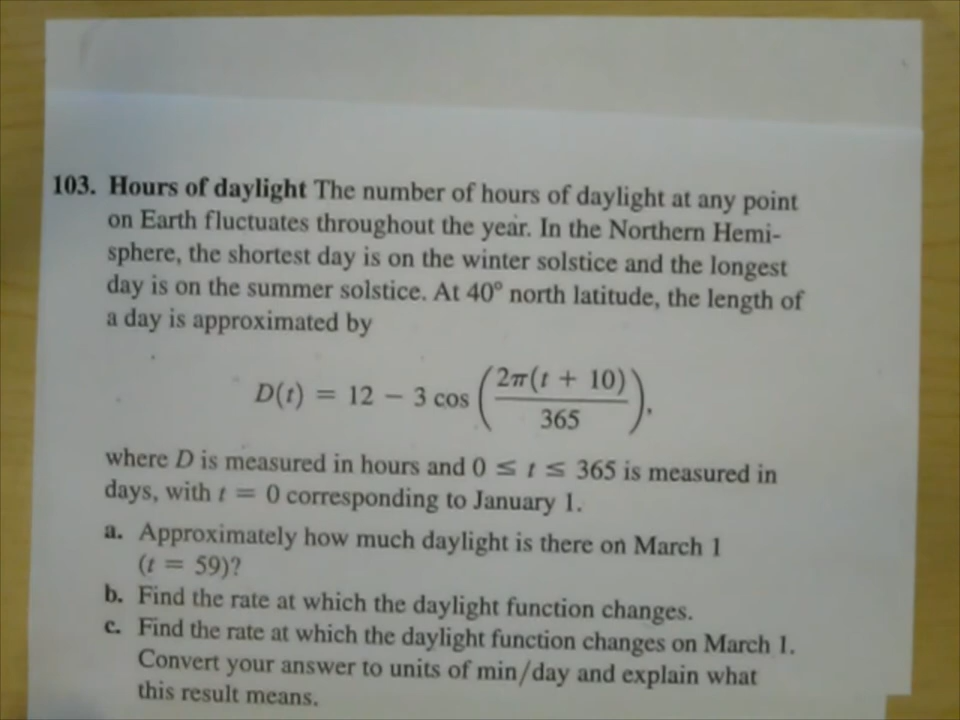 103. Hours of daylight The number of hours of daylight at any point
on Earth fluctuates throughout the year. In the Northern Hemi-
sphere, the shortest day is on the winter solstice and the longest
day is on the summer solstice. At 40° north latitude, the length of
a day is approximated by
D(t) = 12 − 3 cos (2π(t + 10)/365),
where D is measured in hours and 0 ≤ t ≤ 365 is measured in
days, with t = 0 corresponding to January 1.
a. Approximately how much daylight is there on March 1
(t = 59)?
b. Find the rate at which the daylight function changes.
c. Find the rate at which the daylight function changes on March 1.
Convert your answer to units of min/day and explain what
this result means.